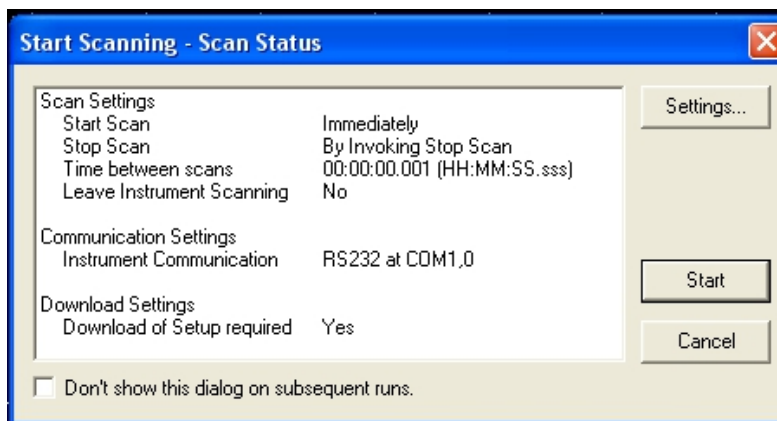 Start Scanning - Scan Status
Scan Settings
Start Scan Immediately
Stop Scan By Invoking Stop Scan
Time between scans 00:00:00.001 (HH:MM:SS.sss)
Leave Instrument Scanning No
Communication Settings
Instrument Communication RS232 at COM1,0
Download Settings
Download of Setup required Yes
Settings...
Start
Cancel
Don't show this dialog on subsequent runs.